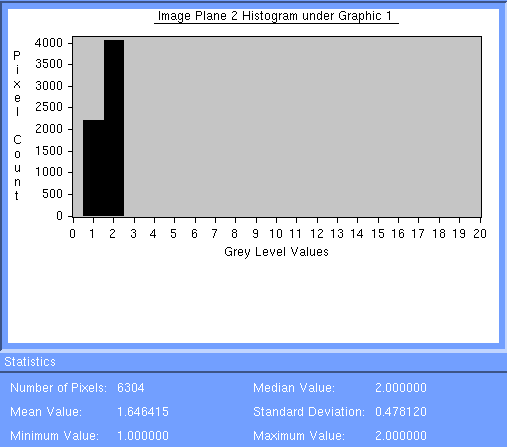 Image Plane 2 Histogram under Graphic 1
Pixel Count
4000
3500
3000
2500
2000
1500
1000
500
0
0 1 2 3 4 5 6 7 8 9 10 11 12 13 14 15 16 17 18 19 20
Grey Level Values
Statistics
Number of Pixels: 6304 Median Value: 2.000000
Mean Value: 1.646415 Standard Deviation: 0.478120
Minimum Value: 1.000000 Maximum Value: 2.000000